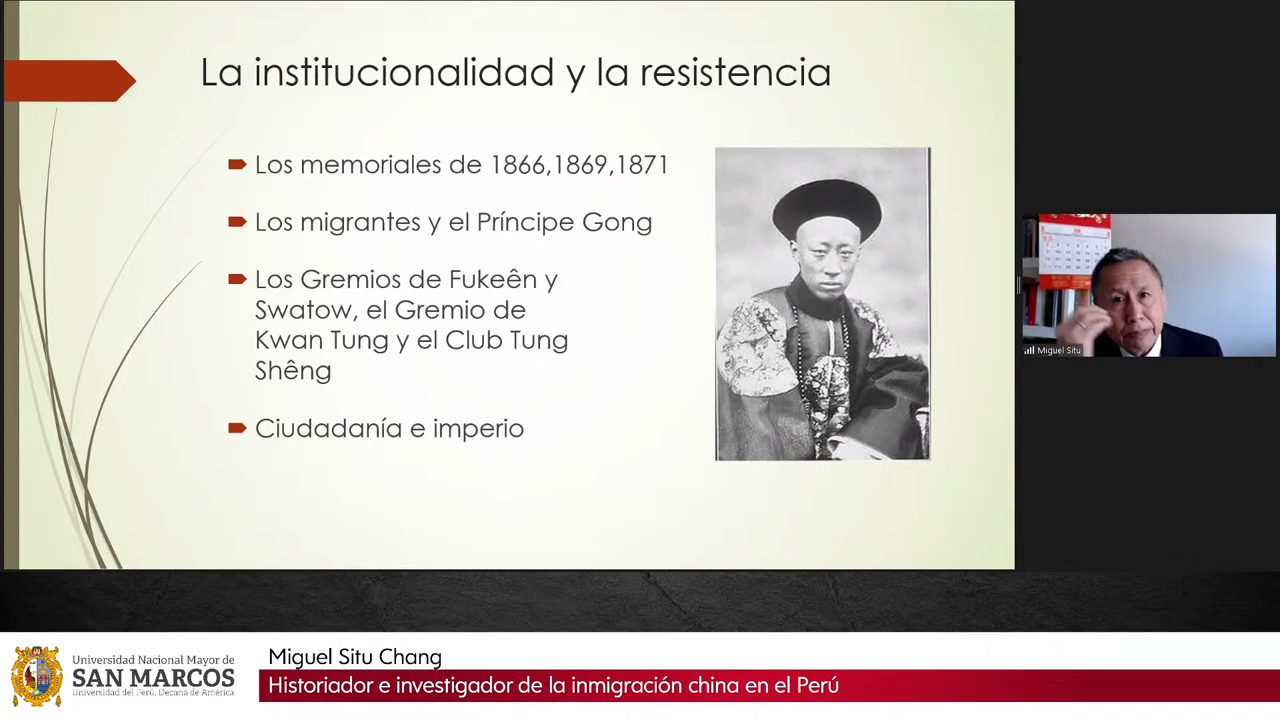 La institucionalidad y la resistencia
Los memoriales de 1866,1869,1871
Los migrantes y el Príncipe Gong
Los Gremios de Fukeên y
Swatow, el Gremio de
Kwan Tung y el Club Tung
Shêng
Ciudadanía e imperio
Miguel Situ
Universidad Nacional Mayor de
SAN MARCOS
Universidad del Perú. Decana de América
Miguel Situ Chang
Historiador e investigador de la inmigración china en el Perú